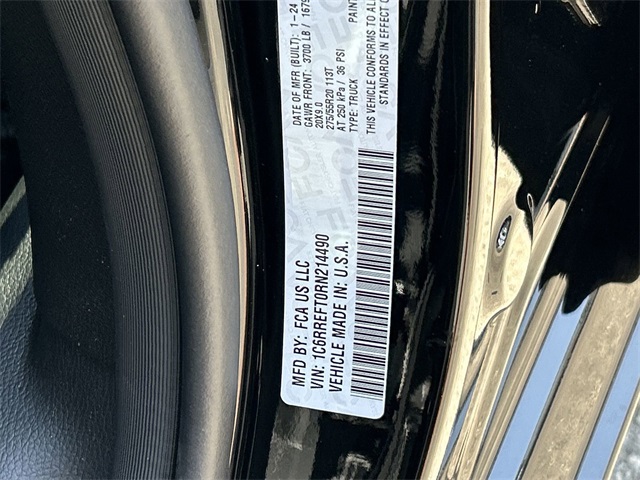 MFD BY: FCA US LLC
VIN: 1C6RREFT0RN214490
VEHICLE MADE IN: U.S.A.
DATE OF MFR (BUILT): 1-24
GAWR FRONT: 3700 LB / 167
20X9.0
275/55R20 113T
AT 250 kPa / 36 PSI
TYPE: TRUCK
PAIN
THIS VEHICLE CONFORMS TO ALL
STANDARDS IN EFFECT O